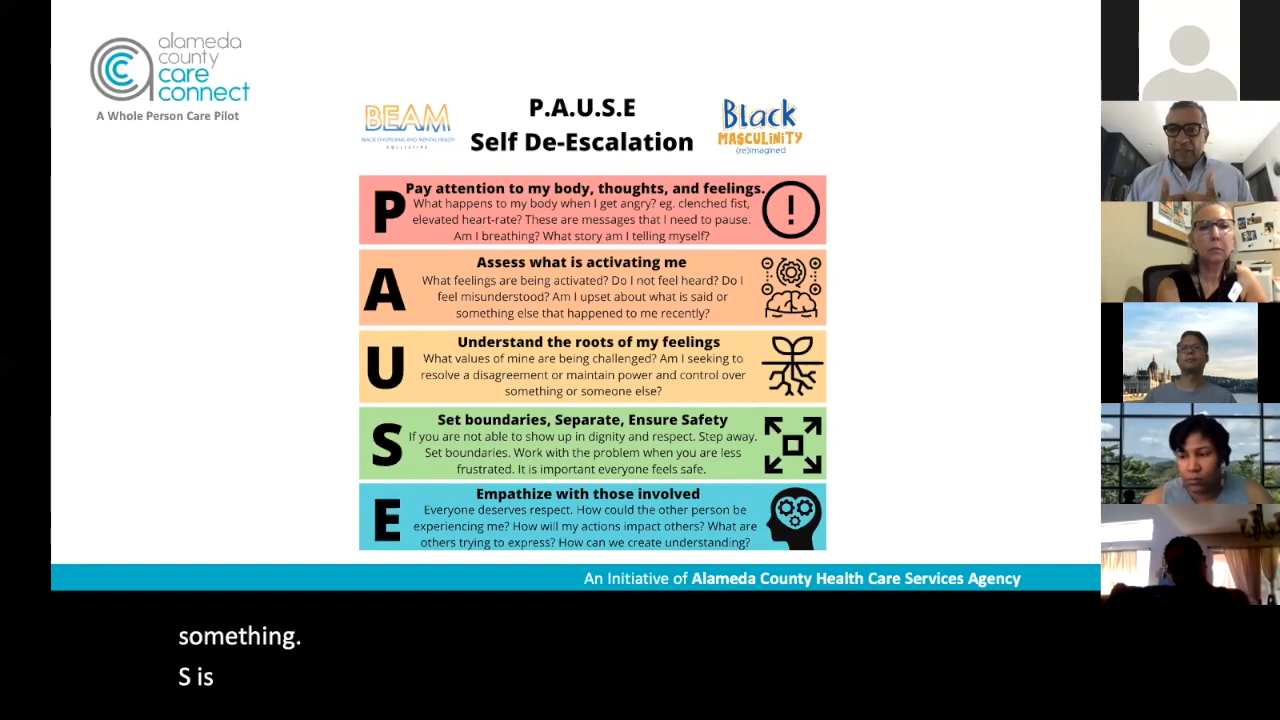 alameda
county
care
connect
A Whole Person Care Pilot
BEAM
BLACK EMOTIONAL AND MENTAL HEALTH
COLLECTIVE
P.A.U.S.E
Self De-Escalation
Black
MASCULINITY
(re)imagined
P
Pay attention to my body, thoughts, and feelings.
What happens to my body when I get angry? eg. clenched fist,
elevated heart-rate? These are messages that I need to pause.
Am I breathing? What story am I telling myself?
A
Assess what is activating me
What feelings are being activated? Do I not feel heard? Do I
feel misunderstood? Am I upset about what is said or
something else that happened to me recently?
U
Understand the roots of my feelings
What values of mine are being challenged? Am I seeking to
resolve a disagreement or maintain power and control over
something or someone else?
S
Set boundaries, Separate, Ensure Safety
If you are not able to show up in dignity and respect. Step away.
Set boundaries. Work with the problem when you are less
frustrated. It is important everyone feels safe.
E
Empathize with those involved
Everyone deserves respect. How could the other person be
experiencing me? How will my actions impact others? What are
others trying to express? How can we create understanding?
An Initiative of Alameda County Health Care Services Agency
something.
S is